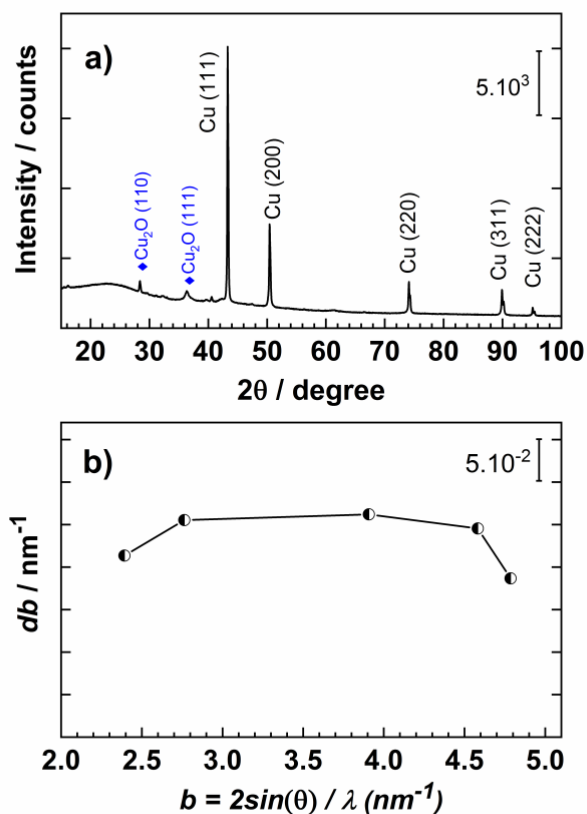 a)
5.10³
Intensity / counts
◆Cu₂O (110)
◆Cu₂O (111)
Cu (111)
Cu (200)
Cu (220)
Cu (311)
Cu (222)
20 30 40 50 60 70 80 90 100
2θ / degree
b)
5.10⁻²
db / nm⁻¹
2.0 2.5 3.0 3.5 4.0 4.5 5.0
b = 2sin(θ) / λ (nm⁻¹)